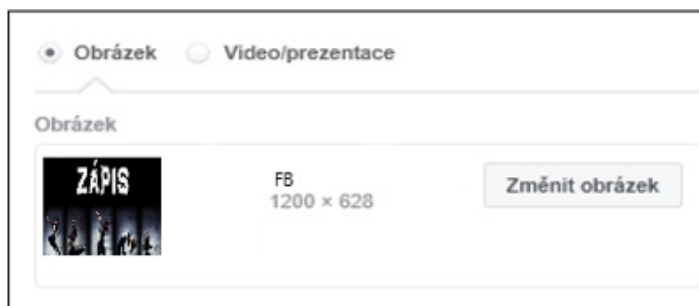 Obrázek Video/prezentace
Obrázek
ZÁPIS
FB
1200 × 628
Změnit obrázek